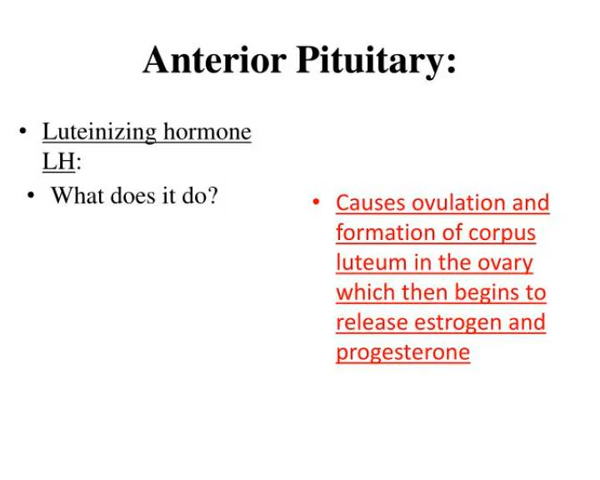 Anterior Pituitary:
• Luteinizing hormone
LH:
• What does it do?
• Causes ovulation and
formation of corpus
luteum in the ovary
which then begins to
release estrogen and
progesterone